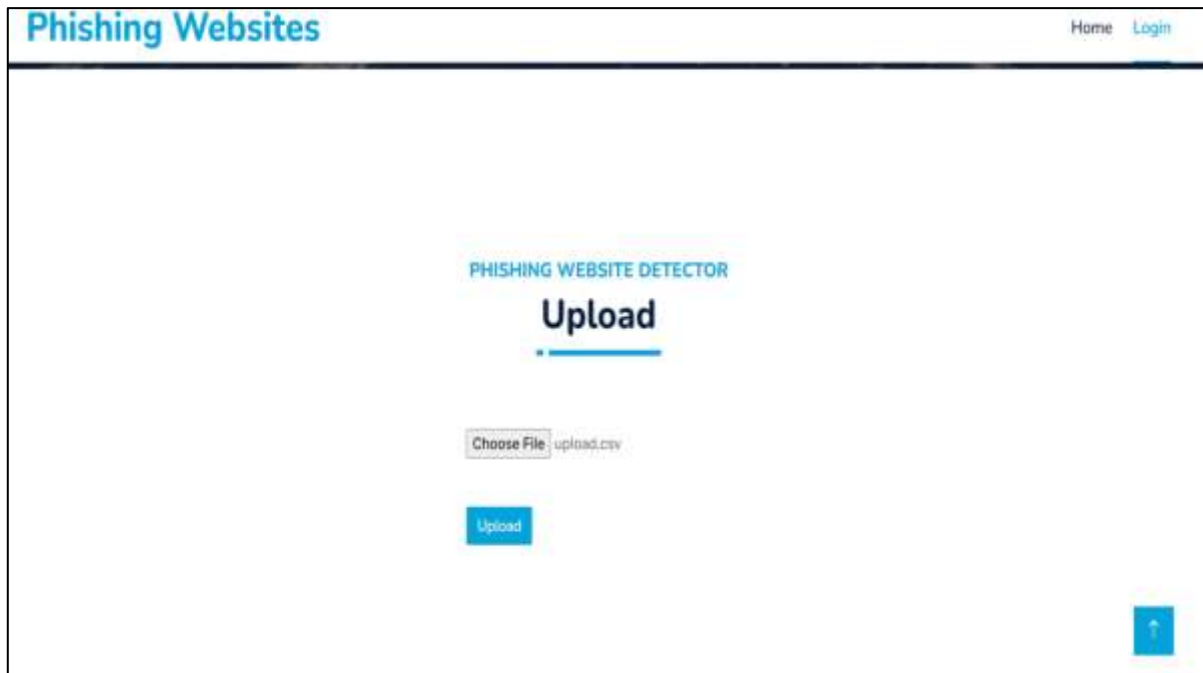 Phishing Websites
Home Login
PHISHING WEBSITE DETECTOR
Upload
Choose File upload.csv
Upload